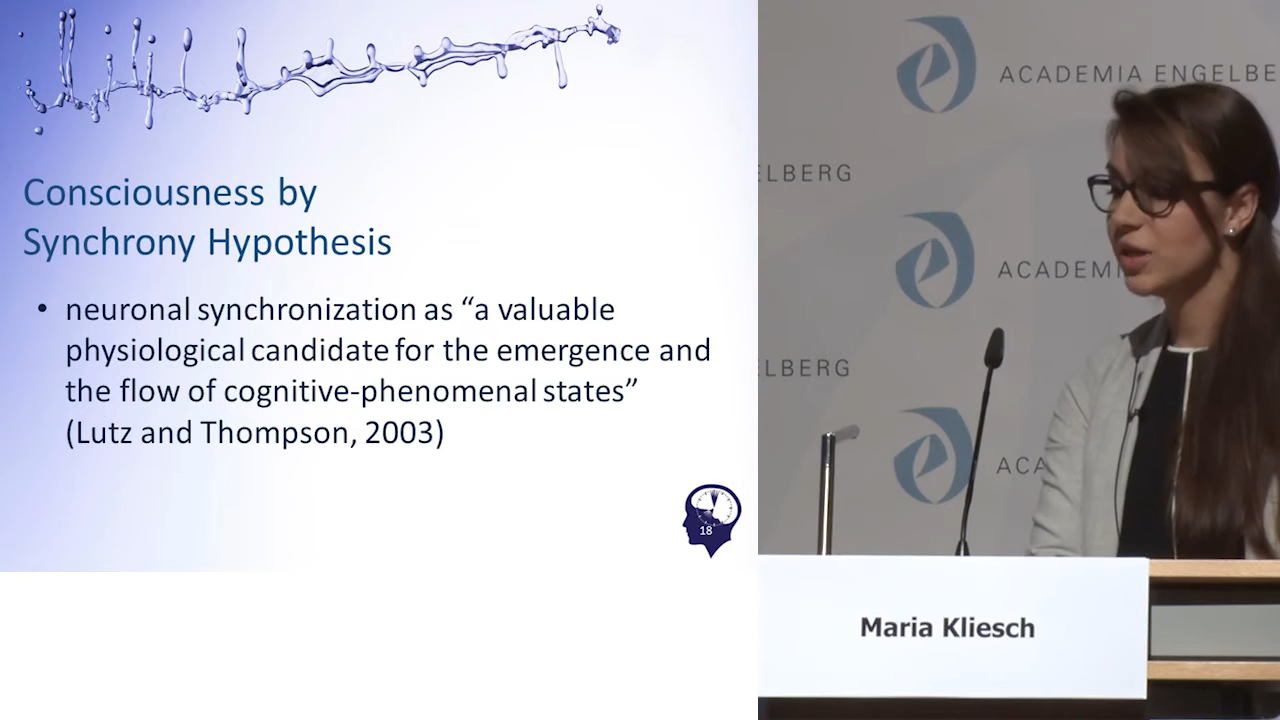 Consciousness by
Synchrony Hypothesis
• neuronal synchronization as “a valuable
physiological candidate for the emergence and
the flow of cognitive-phenomenal states”
(Lutz and Thompson, 2003)
18
ACADEMIA ENGELBE
ELBERG
ACADEMI
ELBERG
ACA
Maria Kliesch